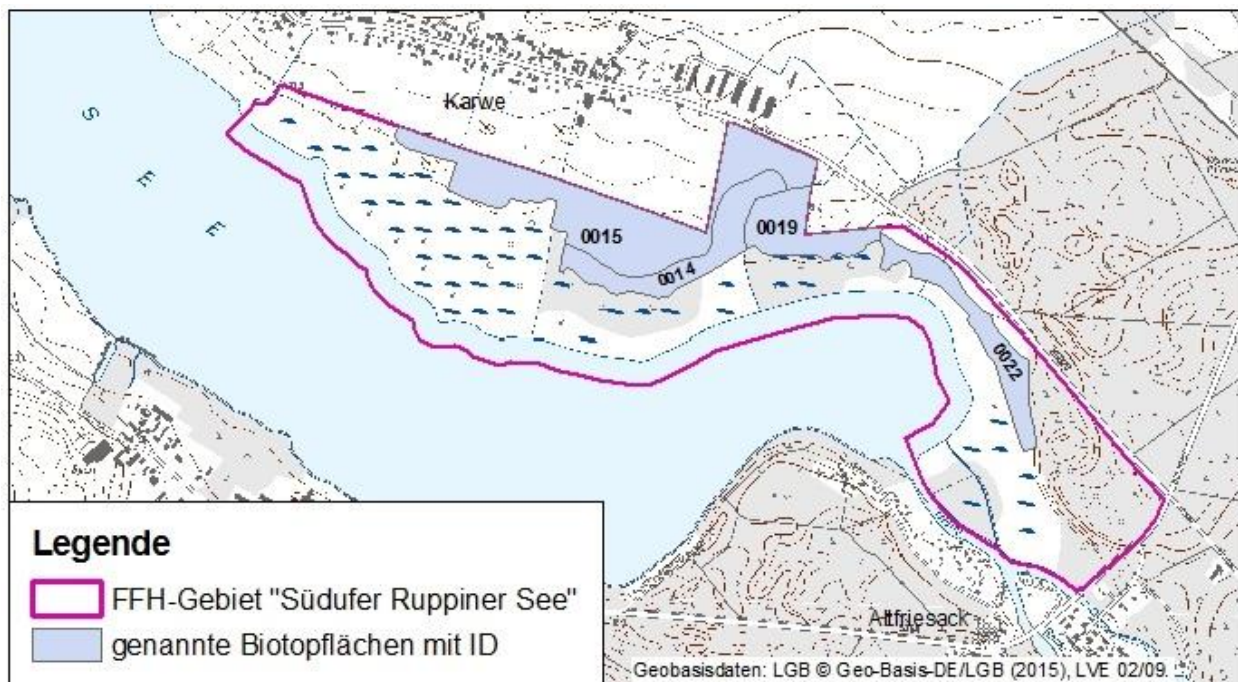 Karwe
S E E
0015
0019
0014
0022
Legende
FFH-Gebiet "Südufer Ruppiner See"
genannte Biotopflächen mit ID
Altfriesack
Geobasisdaten: LGB © Geo-Basis-DE/LGB (2015), LVE 02/09.